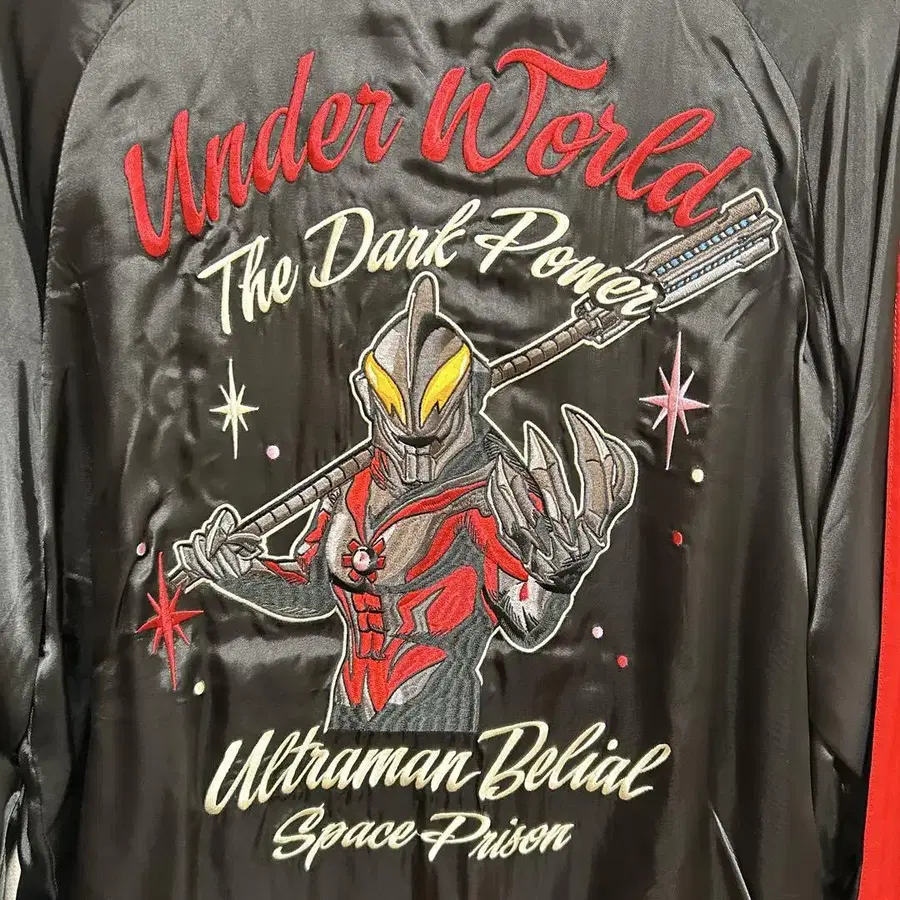 Under World
The Dark Power
Ultraman Belial
Space Prison